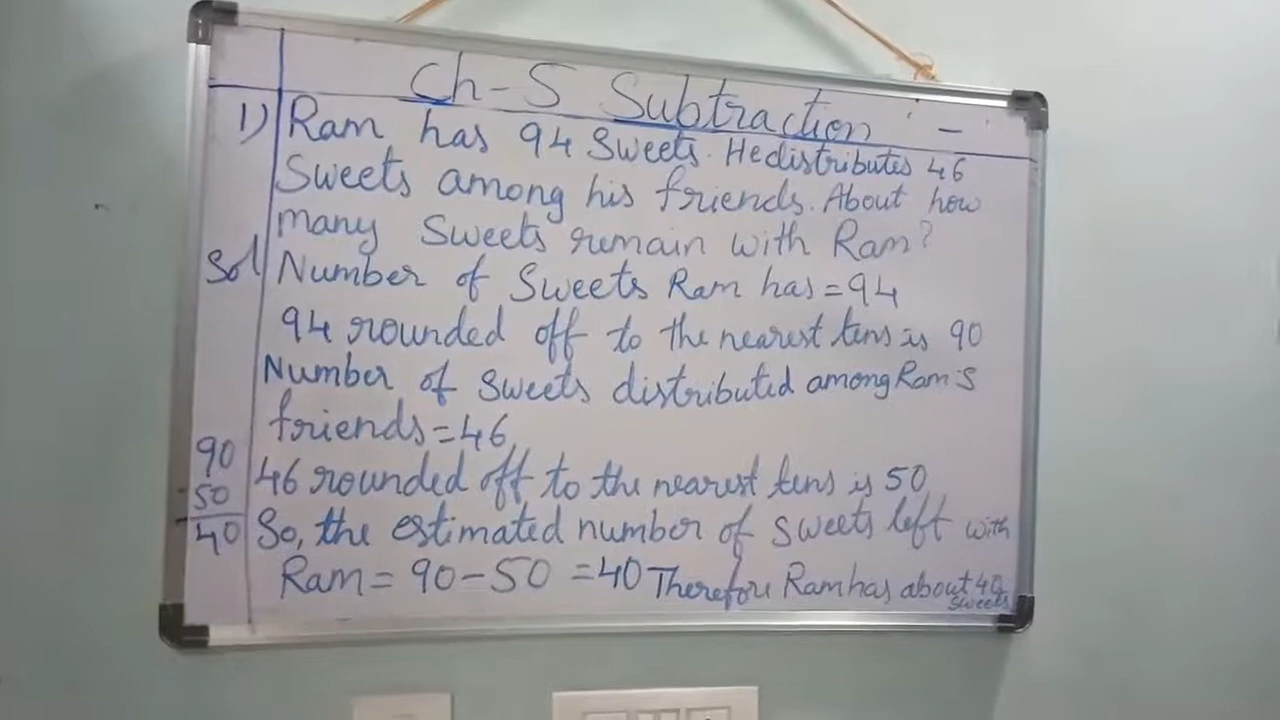 Ch-5 Subtraction : -
1) Ram has 94 Sweets. He distributes 46
Sweets among his friends. About how
many Sweets remain with Ram?
Sol Number of Sweets Ram has = 94
94 rounded off to the nearest tens is 90
Number of sweets distributed among Ram's
friends = 46
46 rounded off to the nearest tens is 50
So, the estimated number of sweets left with
Ram = 90 - 50 = 40 Therefore Ram has about 40
sweets
90
-50
40